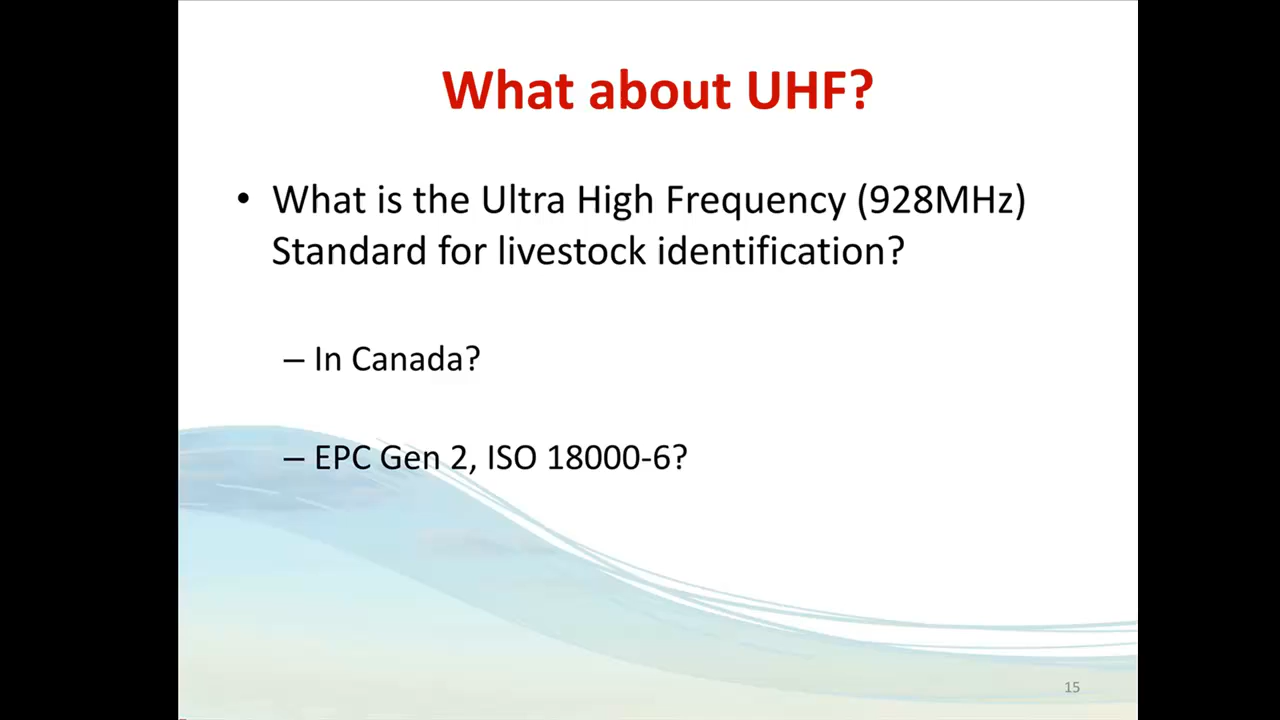 What about UHF?
• What is the Ultra High Frequency (928MHz)
Standard for livestock identification?
– In Canada?
– EPC Gen 2, ISO 18000-6?
15